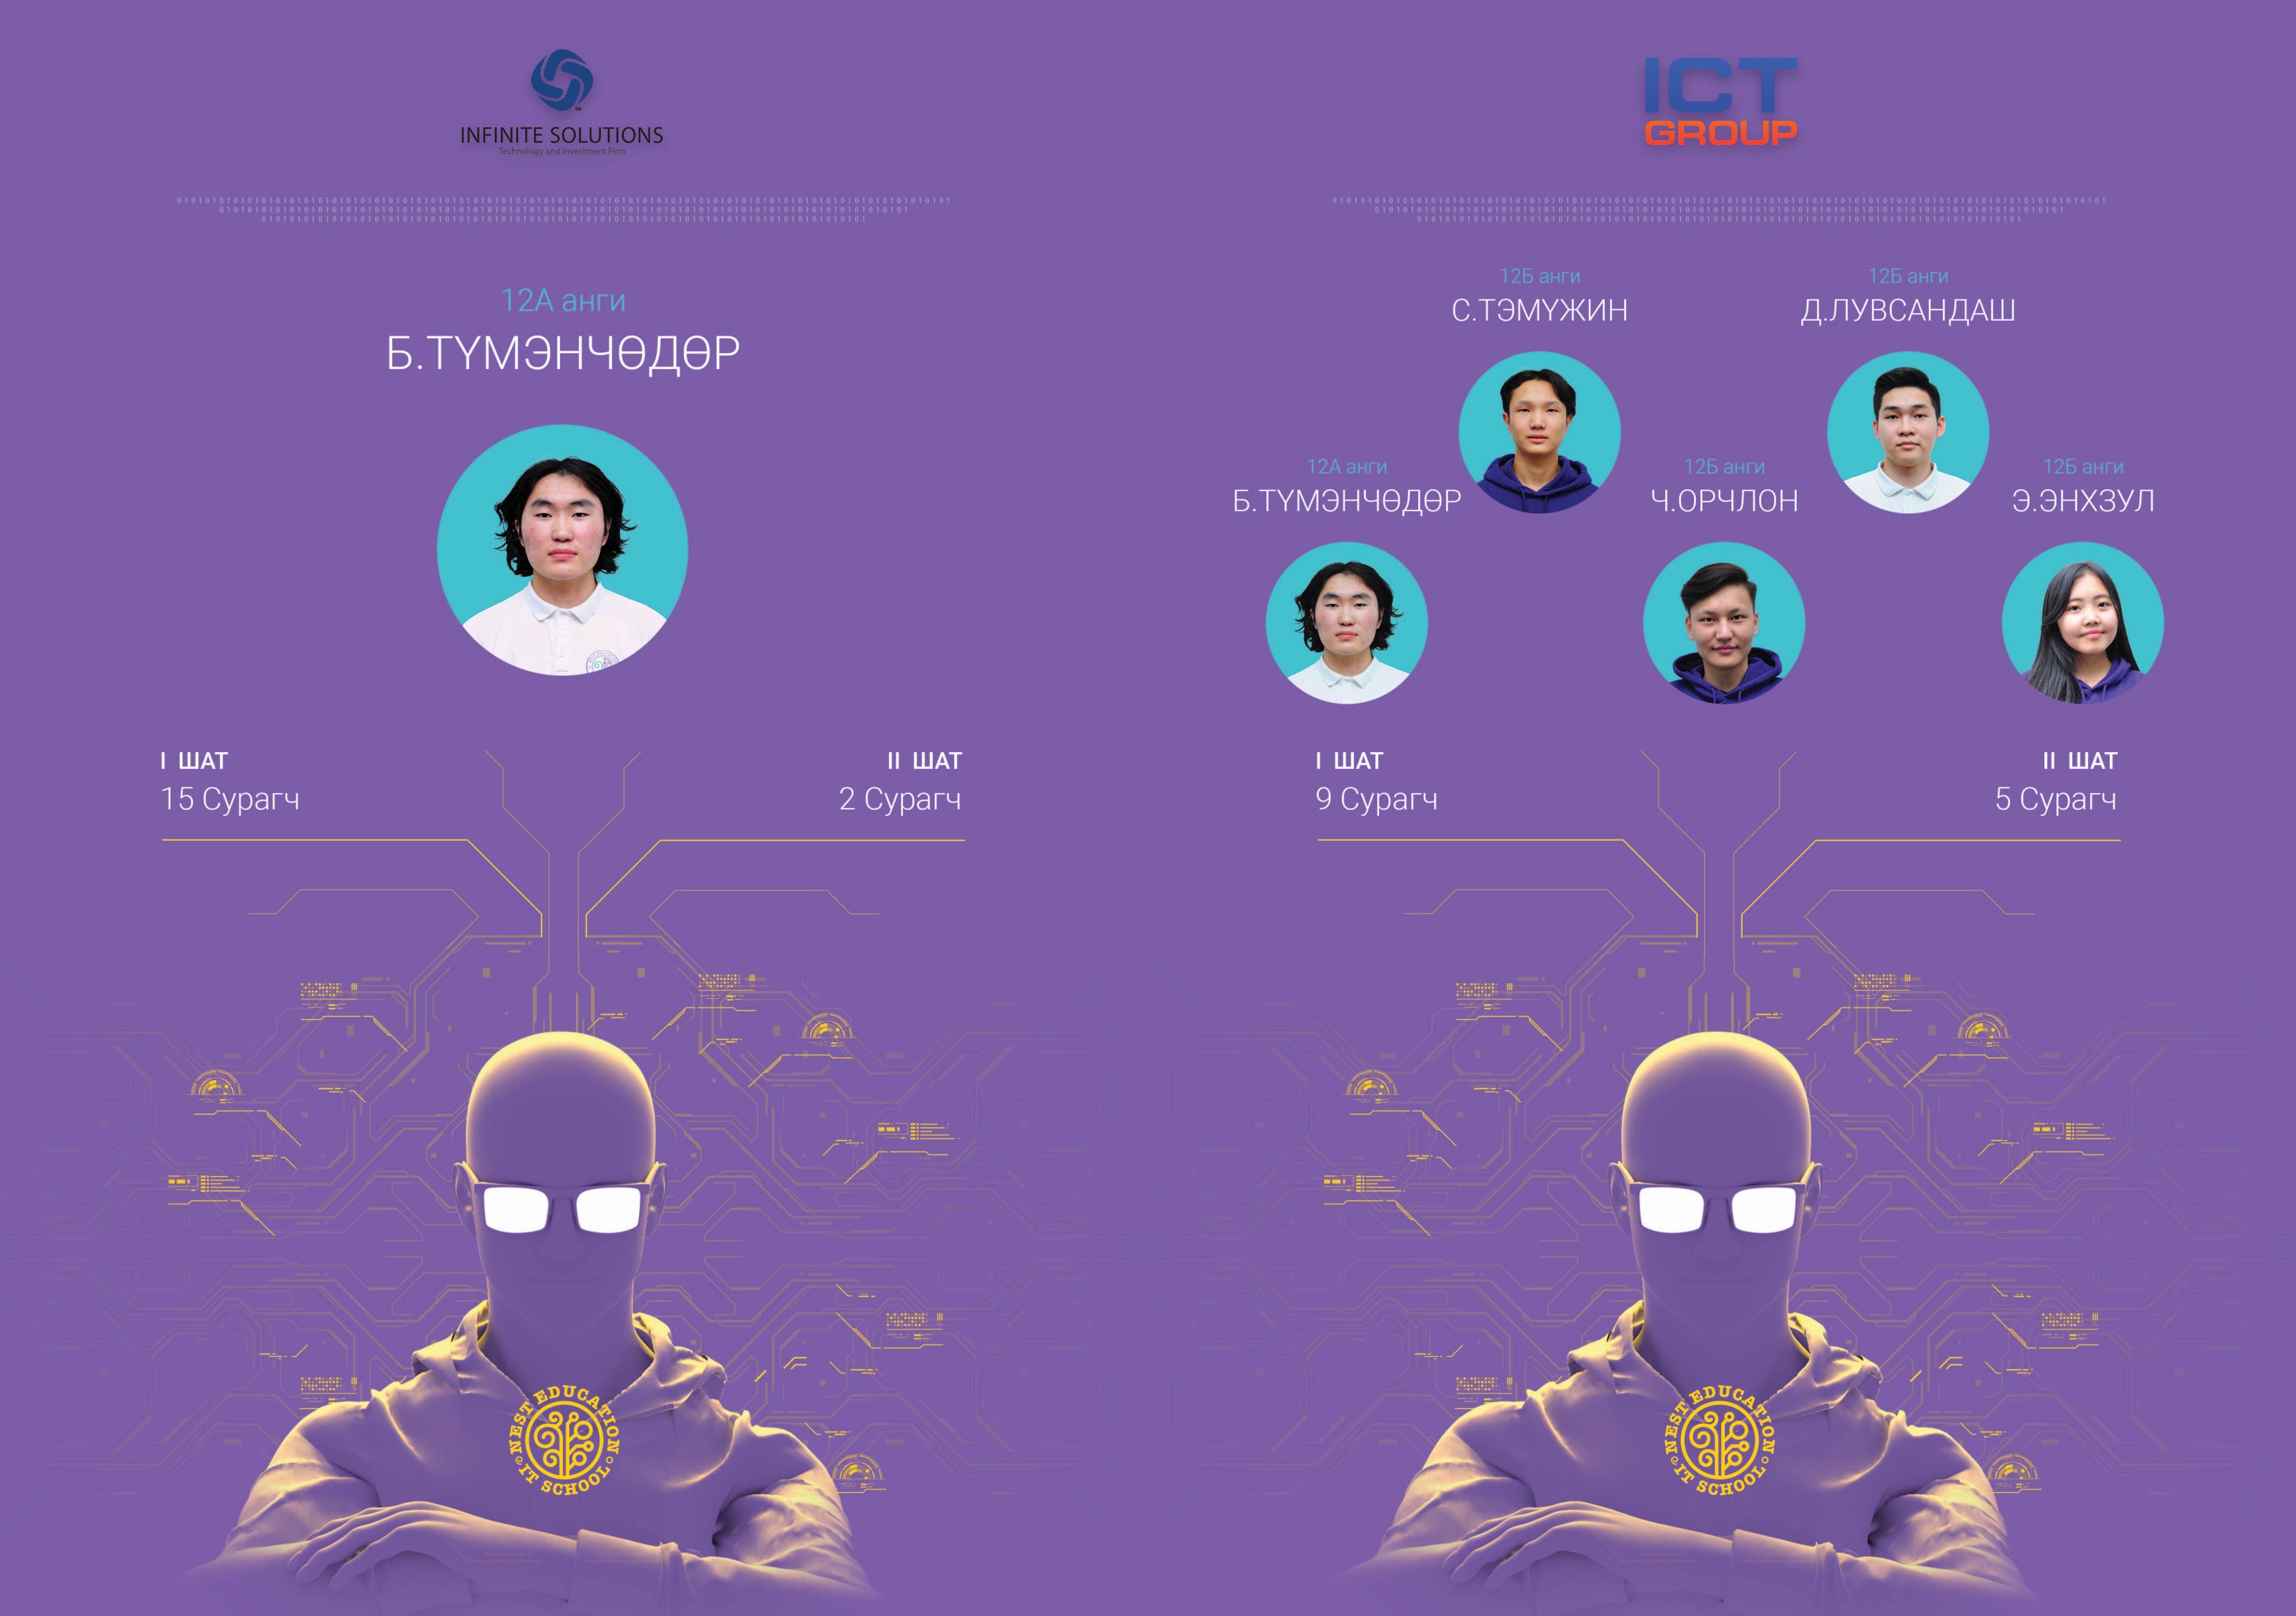 INFINITE SOLUTIONS
Technology and Investment Firm
12А анги
Б.ТҮМЭНЧӨДӨР
I ШАТ
15 Сурагч
II ШАТ
2 Сурагч
NEST EDUCATION
IT SCHOOL
ICT
GROUP
12Б анги
С.ТЭМҮЖИН
12Б анги
Д.ЛУВСАНДАШ
12А анги
Б.ТҮМЭНЧӨДӨР
12Б анги
Ч.ОРЧЛОН
12Б анги
Э.ЭНХЗУЛ
I ШАТ
9 Сурагч
II ШАТ
5 Сурагч
NEST EDUCATION
IT SCHOOL